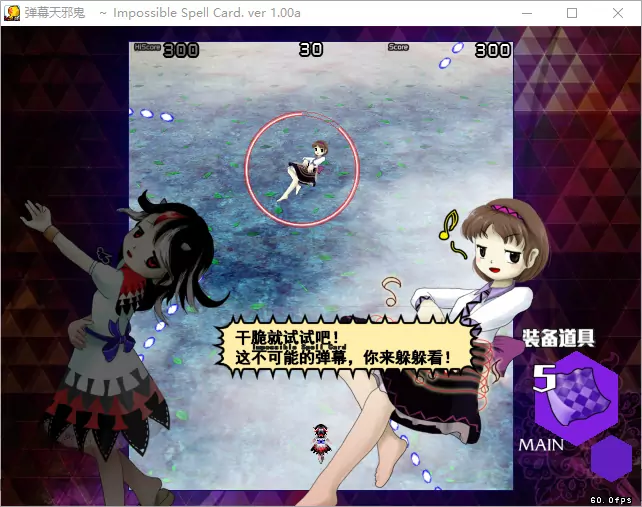 弹幕天邪鬼 ~ Impossible Spell Card. ver 1.00a
HiScore 300 30 Score 300
干脆就试试吧!
Impossible Spell Card
这不可能的弹幕,你来躲躲看!
装备道具
5
MAIN
60.0fps